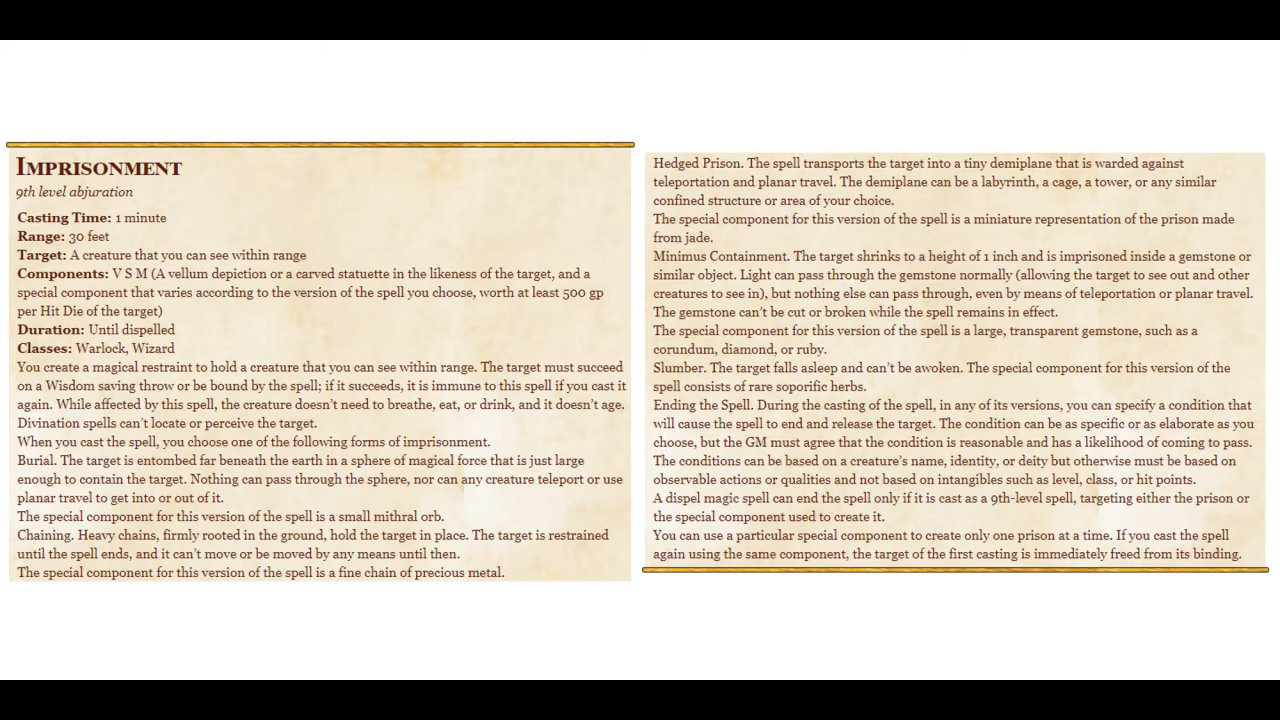 IMPRISONMENT
9th level abjuration
Casting Time: 1 minute
Range: 30 feet
Target: A creature that you can see within range
Components: V S M (A vellum depiction or a carved statuette in the likeness of the target, and a
special component that varies according to the version of the spell you choose, worth at least 500 gp
per Hit Die of the target)
Duration: Until dispelled
Classes: Warlock, Wizard
You create a magical restraint to hold a creature that you can see within range. The target must succeed
on a Wisdom saving throw or be bound by the spell; if it succeeds, it is immune to this spell if you cast it
again. While affected by this spell, the creature doesn't need to breathe, eat, or drink, and it doesn't age.
Divination spells can't locate or perceive the target.
When you cast the spell, you choose one of the following forms of imprisonment.
Burial. The target is entombed far beneath the earth in a sphere of magical force that is just large
enough to contain the target. Nothing can pass through the sphere, nor can any creature teleport or use
planar travel to get into or out of it.
The special component for this version of the spell is a small mithral orb.
Chaining. Heavy chains, firmly rooted in the ground, hold the target in place. The target is restrained
until the spell ends, and it can't move or be moved by any means until then.
The special component for this version of the spell is a fine chain of precious metal.
Hedged Prison. The spell transports the target into a tiny demiplane that is warded against
teleportation and planar travel. The demiplane can be a labyrinth, a cage, a tower, or any similar
confined structure or area of your choice.
The special component for this version of the spell is a miniature representation of the prison made
from jade.
Minimus Containment. The target shrinks to a height of 1 inch and is imprisoned inside a gemstone or
similar object. Light can pass through the gemstone normally (allowing the target to see out and other
creatures to see in), but nothing else can pass through, even by means of teleportation or planar travel.
The gemstone can't be cut or broken while the spell remains in effect.
The special component for this version of the spell is a large, transparent gemstone, such as a
corundum, diamond, or ruby.
Slumber. The target falls asleep and can't be awoken. The special component for this version of the
spell consists of rare soporific herbs.
Ending the Spell. During the casting of the spell, in any of its versions, you can specify a condition that
will cause the spell to end and release the target. The condition can be as specific or as elaborate as you
choose, but the GM must agree that the condition is reasonable and has a likelihood of coming to pass.
The conditions can be based on a creature's name, identity, or deity but otherwise must be based on
observable actions or qualities and not based on intangibles such as level, class, or hit points.
A dispel magic spell can end the spell only if it is cast as a 9th-level spell, targeting either the prison or
the special component used to create it.
You can use a particular special component to create only one prison at a time. If you cast the spell
again using the same component, the target of the first casting is immediately freed from its binding.